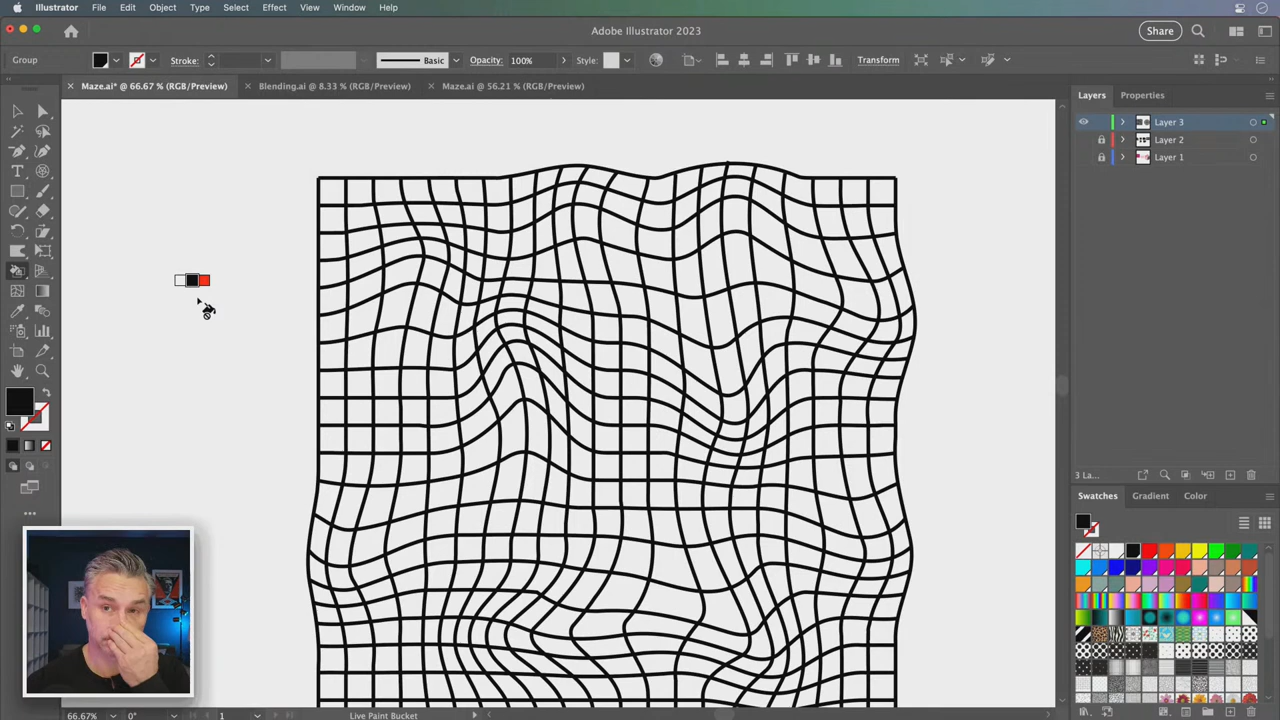 Illustrator File Edit Object Type Select Effect View Window Help
Adobe Illustrator 2023
Share
Group Stroke: Basic Opacity: 100% Style: Transform
Maze.ai* @ 66.67 % (RGB/Preview) Blending.ai @ 8.33 % (RGB/Preview) Maze.ai @ 56.21 % (RGB/Preview)
Layers Properties
Layer 3
Layer 2
Layer 1
3 La...
Swatches Gradient Color
66.67% 0° 1 Live Paint Bucket